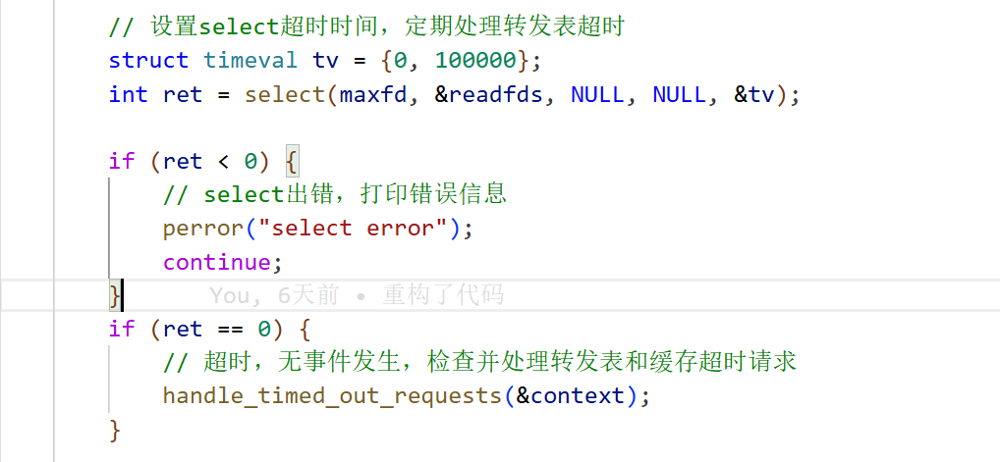 // 设置select超时时间，定期处理转发表超时
struct timeval tv = {0, 100000};
int ret = select(maxfd, &readfds, NULL, NULL, &tv);
if (ret < 0) {
// select出错，打印错误信息
perror("select error");
continue;
} You, 6天前 • 重构了代码
if (ret == 0) {
// 超时，无事件发生，检查并处理转发表和缓存超时请求
handle_timed_out_requests(&context);
}